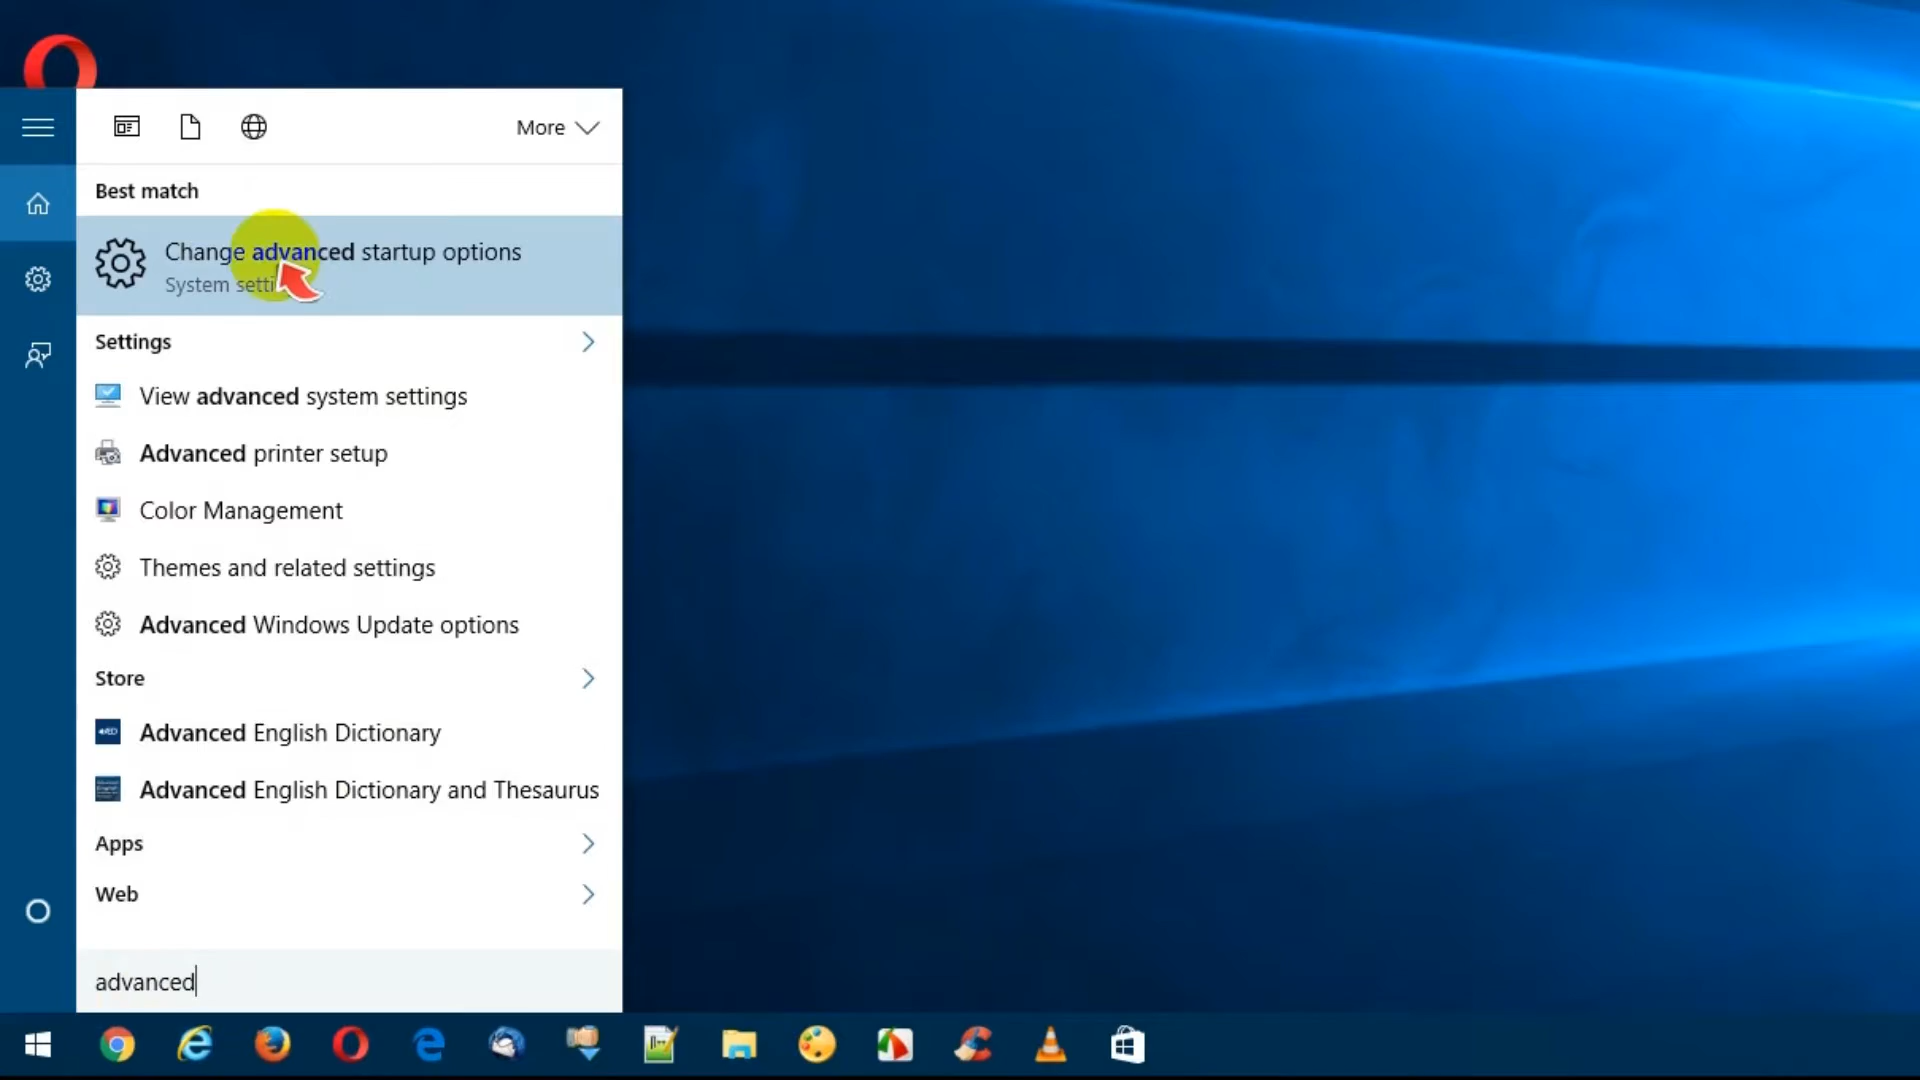 More
Best match
Change advanced startup options
System setti
Settings
View advanced system settings
Advanced printer setup
Color Management
Themes and related settings
Advanced Windows Update options
Store
Advanced English Dictionary
Advanced English Dictionary and Thesaurus
Apps
Web
advanced